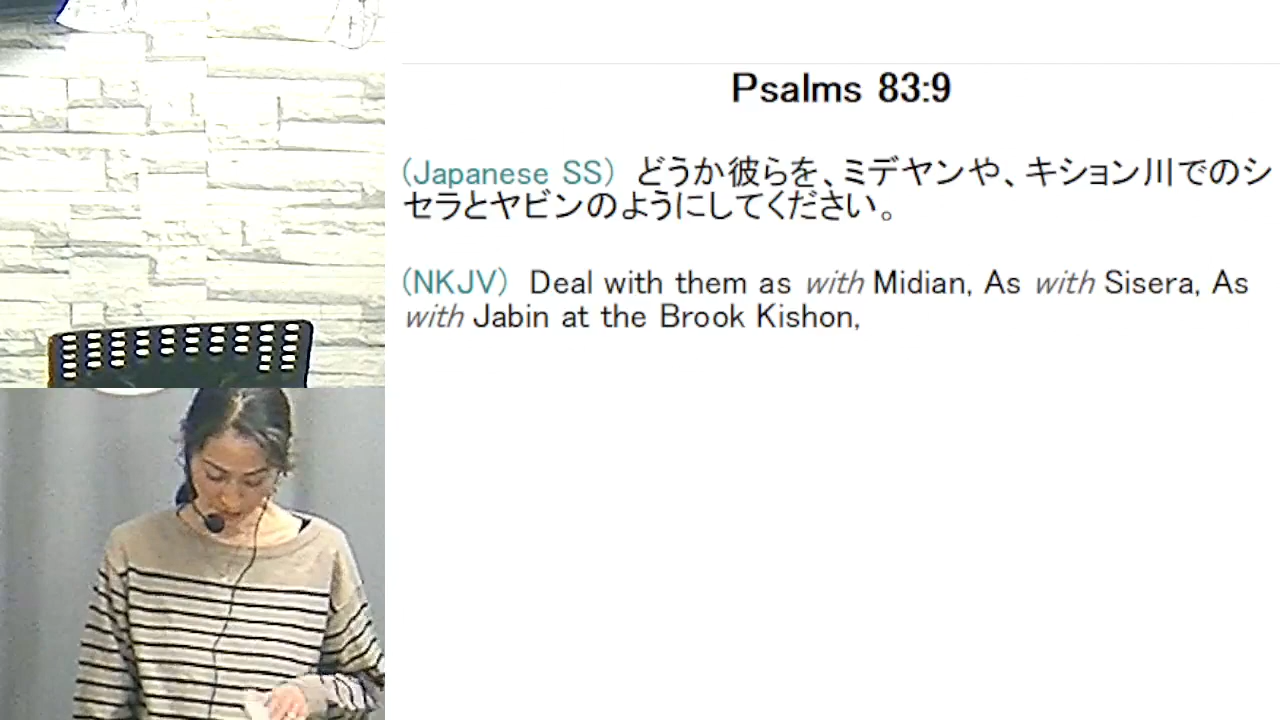 Psalms 83:9
(Japanese SS) どうか彼らを、ミデヤンや、キション川でのシ
セラとヤビンのようにしてください。
(NKJV) Deal with them as with Midian, As with Sisera, As
with Jabin at the Brook Kishon,